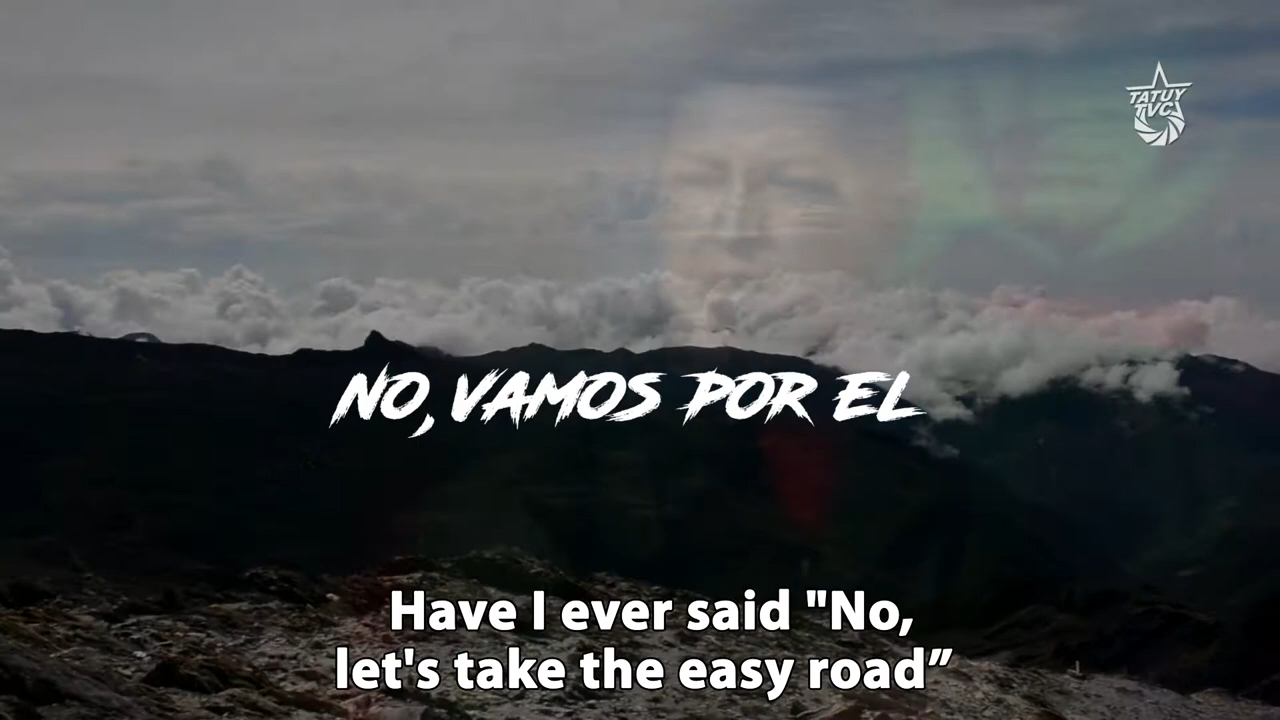 TATUY
TVC
NO, VAMOS POR EL
Have I ever said "No,
let's take the easy road”